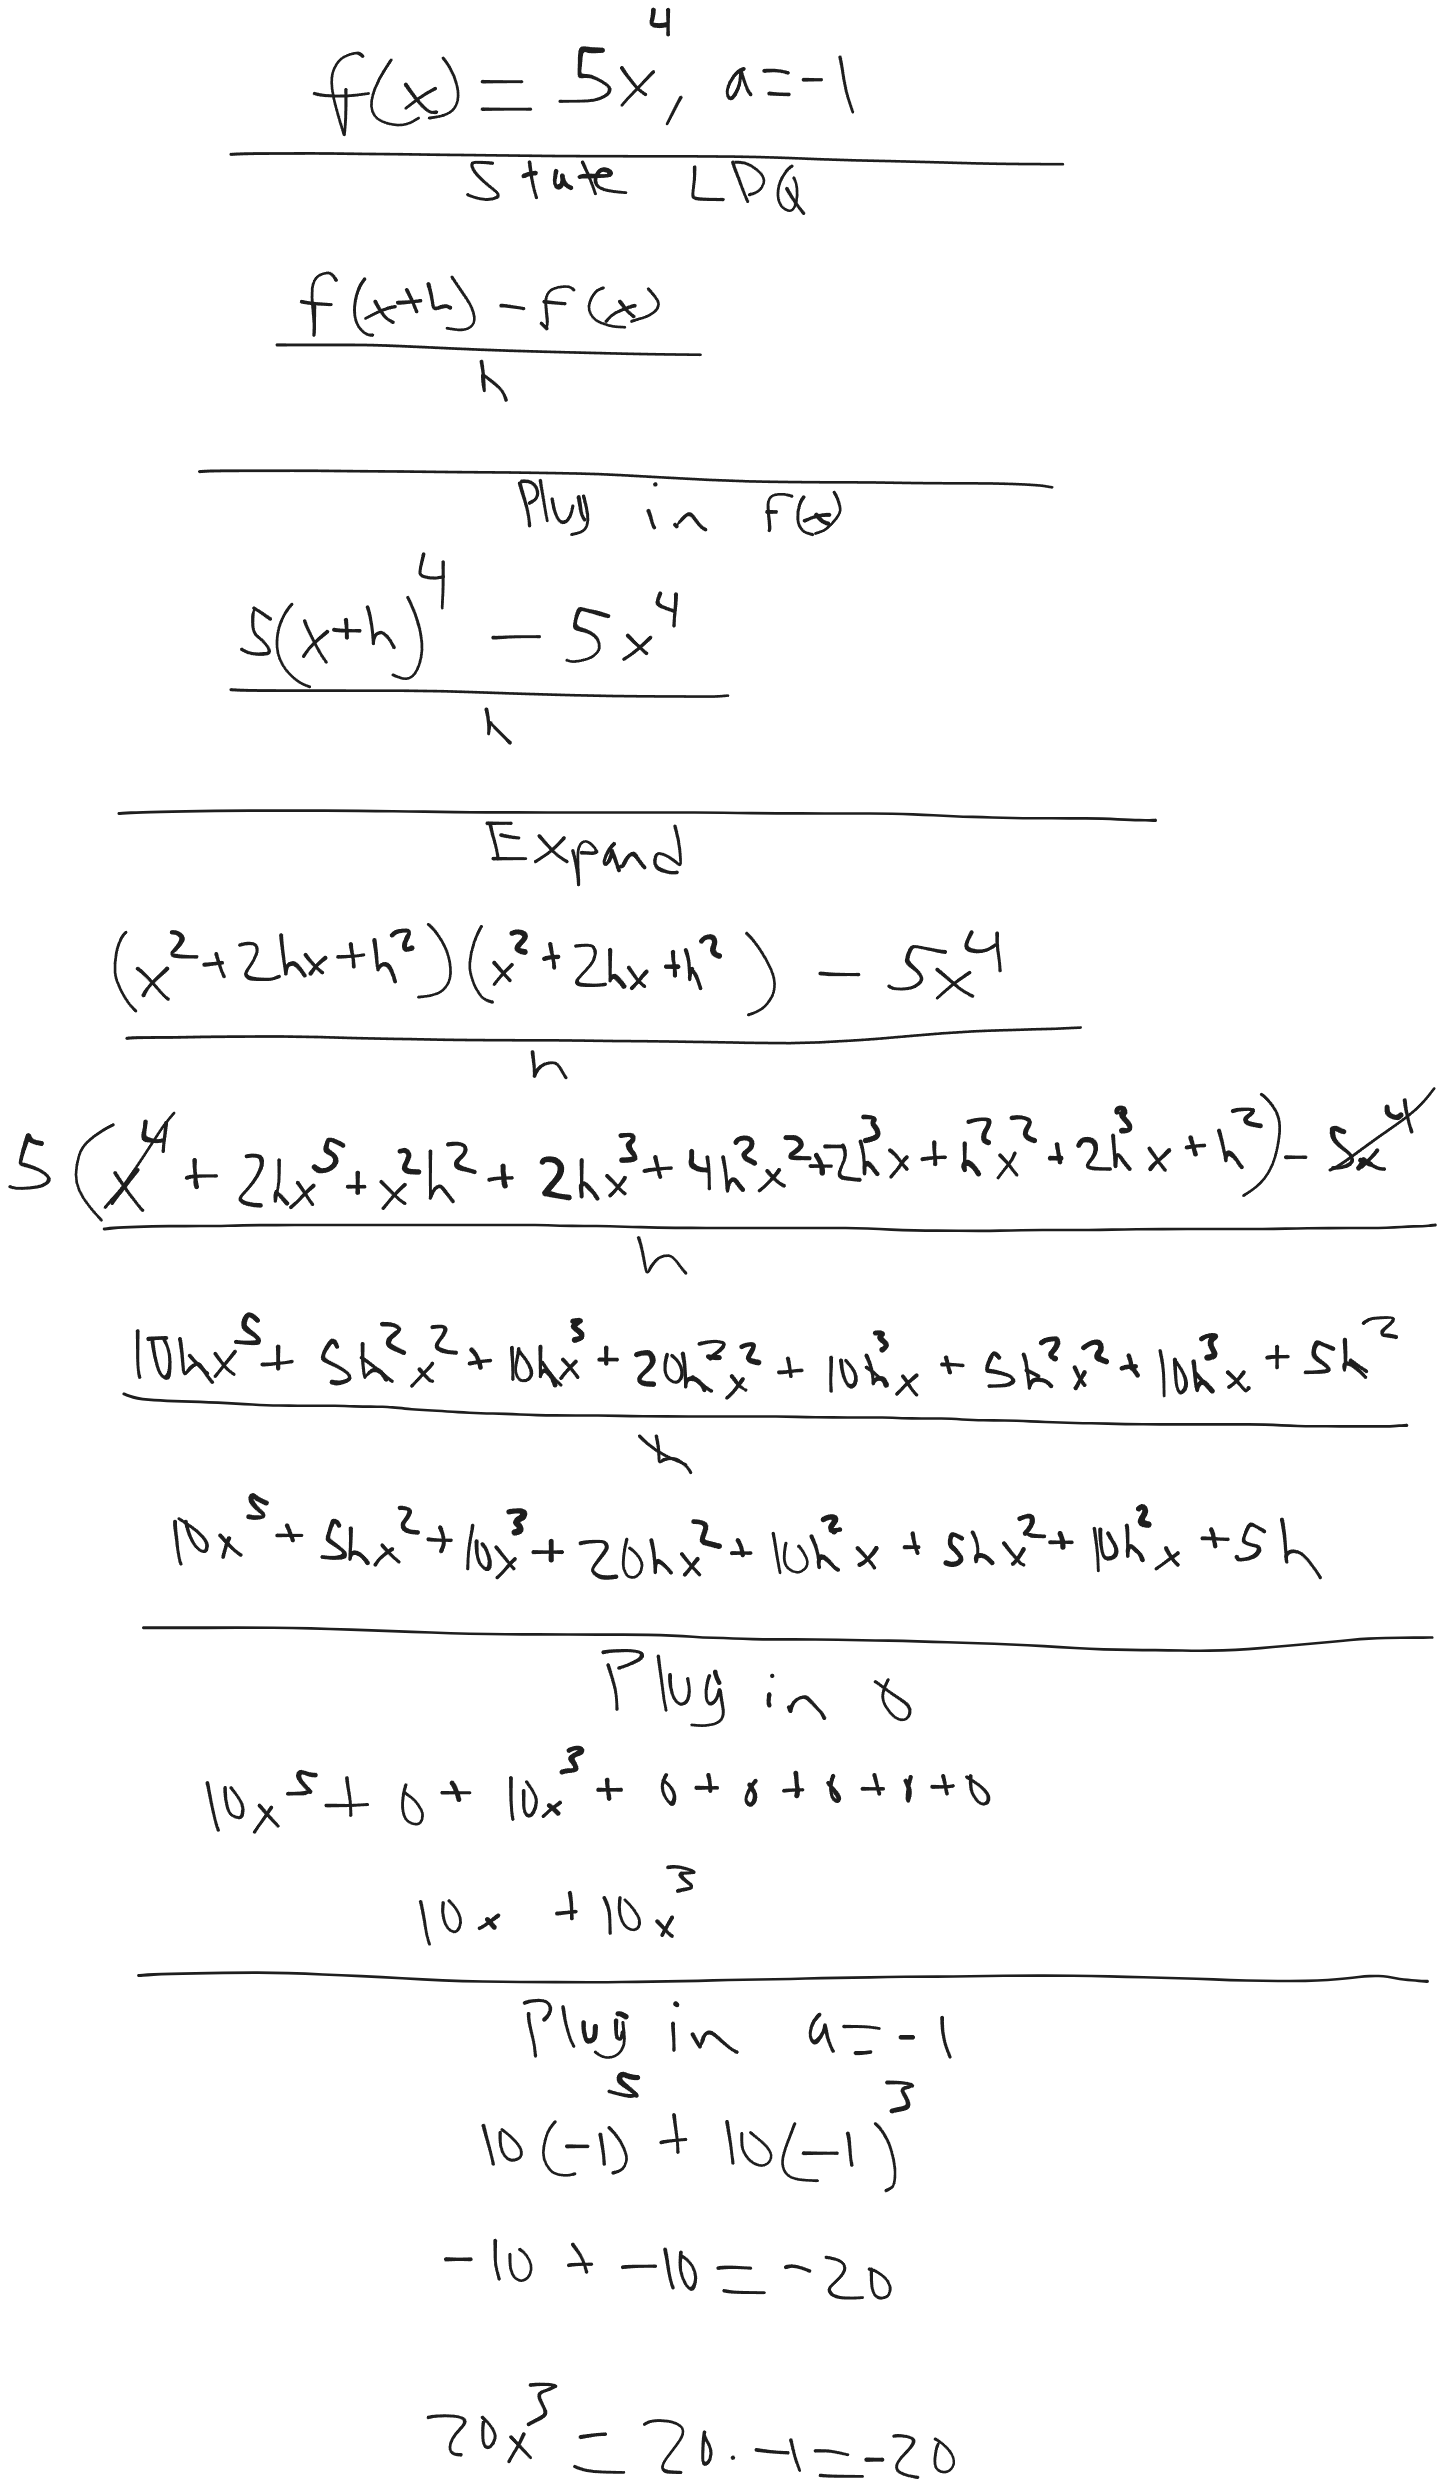 f(x) = 5x^4, a=-1
State LDQ
f(x+h) - f(x)
h
Plug in f(x)
5(x+h)^4 - 5x^4
h
Expand
(x^2+2hx+h^2)(x^2+2hx+h^2) - 5x^4
h
5(x^4 + 2hx^5 + x^2h^2 + 2hx^3 + 4h^2x^2 + 2h^3x + h^2x^2 + 2h^3x + h^2) - 5x^4
h
10hx^5 + 5h^2x^2 + 10hx^3 + 20h^2x^2 + 10h^3x + 5h^2x^2 + 10h^3x + 5h^2
h
10x^5 + 5hx^2 + 10x^3 + 20hx^2 + 10h^2x + 5hx^2 + 10h^2x + 5h
Plug in 0
10x^5 + 0 + 10x^3 + 0 + 0 + 0 + 0 + 0
10x + 10x^3
Plug in a=-1
10(-1)^5 + 10(-1)^3
-10 + -10 = -20
20x^3 = 20 · -1 = -20